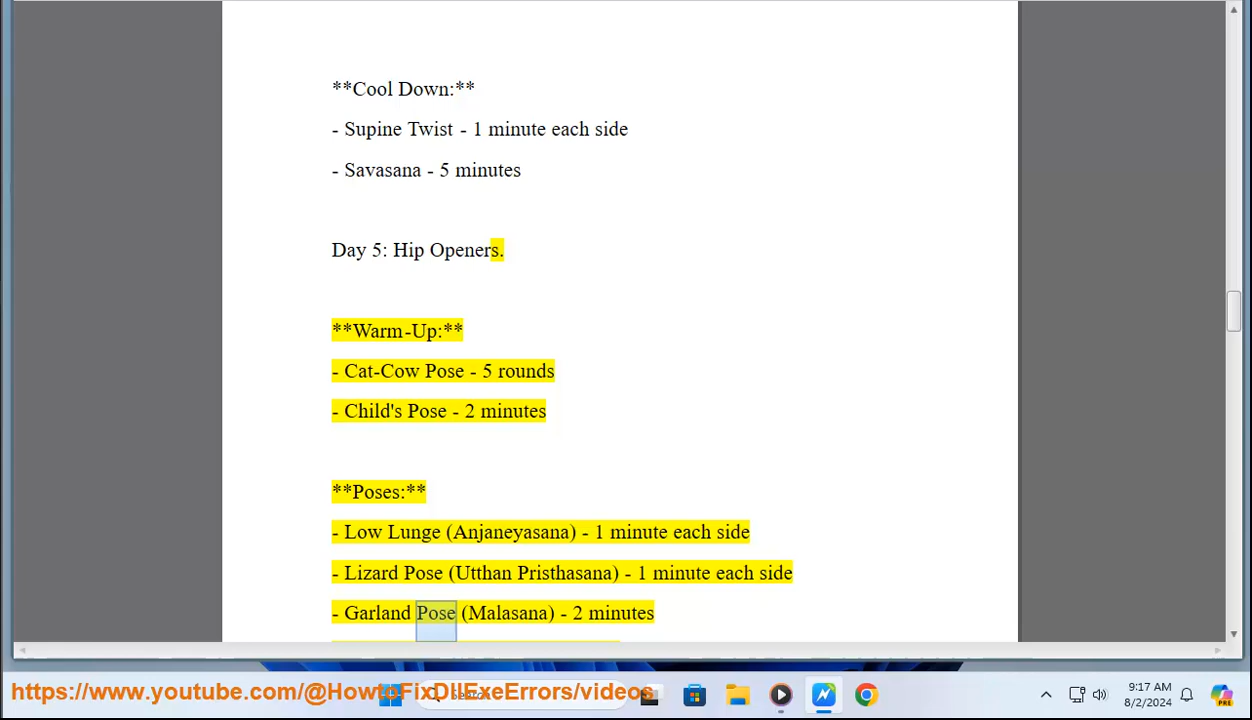 **Cool Down:**
- Supine Twist - 1 minute each side
- Savasana - 5 minutes
Day 5: Hip Openers.
**Warm-Up:**
- Cat-Cow Pose - 5 rounds
- Child's Pose - 2 minutes
**Poses:**
- Low Lunge (Anjaneyasana) - 1 minute each side
- Lizard Pose (Utthan Pristhasana) - 1 minute each side
- Garland Pose (Malasana) - 2 minutes
https://www.youtube.com/@HowtoFixDllExeErrors/videos
9:17 AM
8/2/2024
PRE